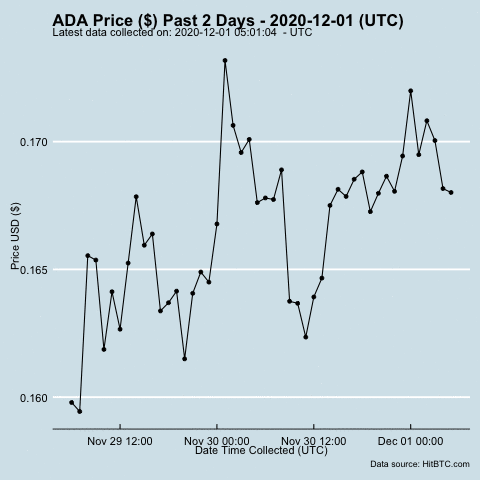 ADA Price ($) Past 2 Days - 2020-12-01 (UTC)
Latest data collected on: 2020-12-01 05:01:04  - UTC
0.170
0.165
0.160
Price USD ($)
Nov 29 12:00 Nov 30 00:00 Nov 30 12:00 Dec 01 00:00
Date Time Collected (UTC)
Data source: HitBTC.com